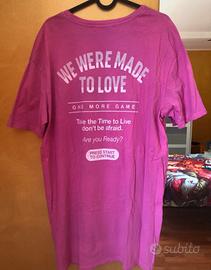 WE WERE MADE
TO LOVE
ONE MORE GAME
Take the Time to Live
don't be afraid.
Are you Ready?
PRESS START
TO CONTINUE
subito